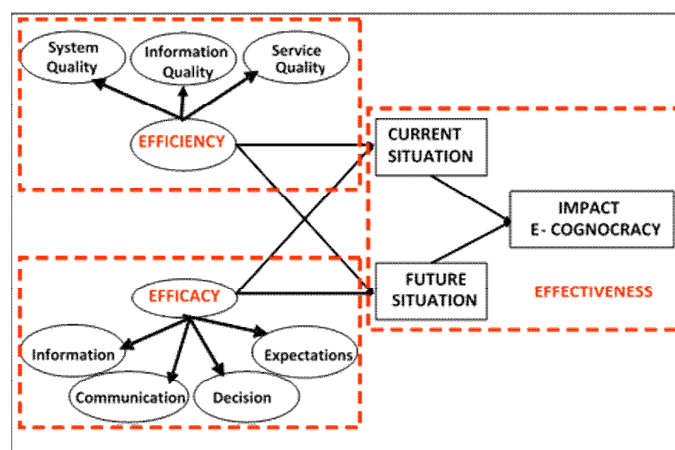 System
Quality
Information
Quality
Service
Quality
EFFICIENCY
CURRENT
SITUATION
IMPACT
E- COGNOCRACY
FUTURE
SITUATION
EFFECTIVENESS
EFFICACY
Information
Expectations
Communication
Decision